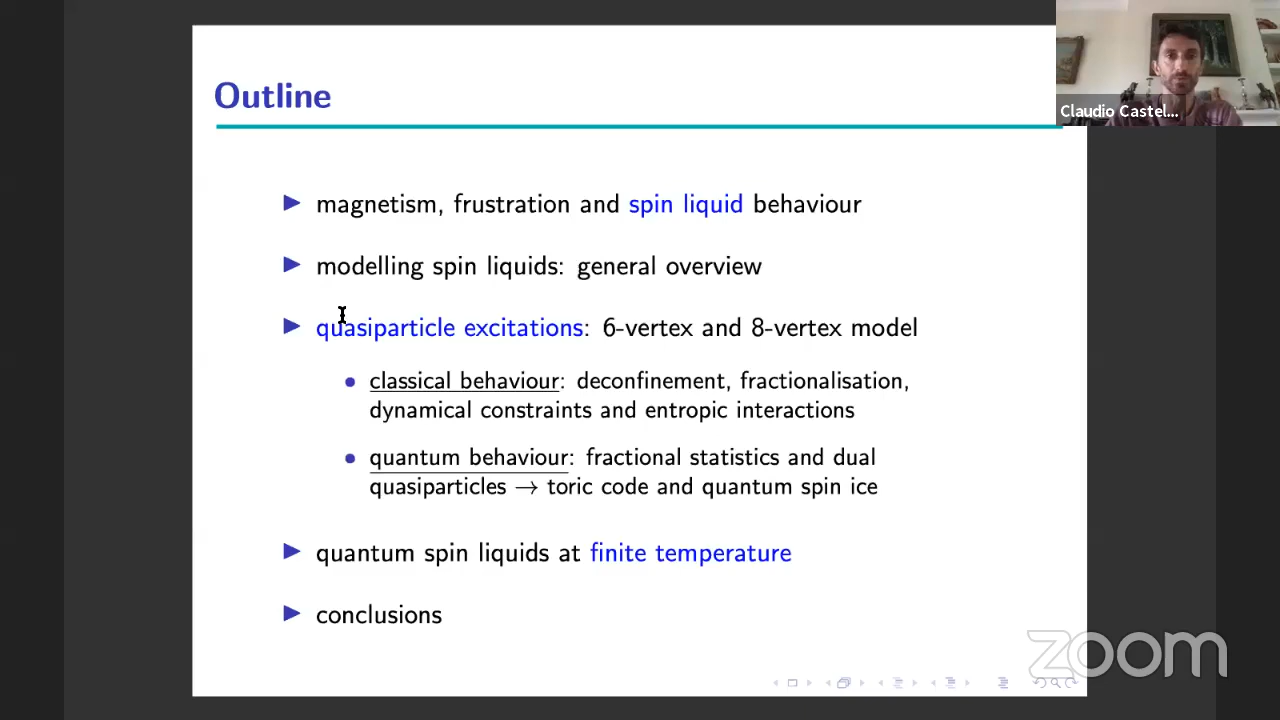 Outline
Claudio Castel...
magnetism, frustration and spin liquid behaviour
modelling spin liquids: general overview
quasiparticle excitations: 6-vertex and 8-vertex model
classical behaviour: deconfinement, fractionalisation,
dynamical constraints and entropic interactions
quantum behaviour: fractional statistics and dual
quasiparticles → toric code and quantum spin ice
quantum spin liquids at finite temperature
conclusions
zoom